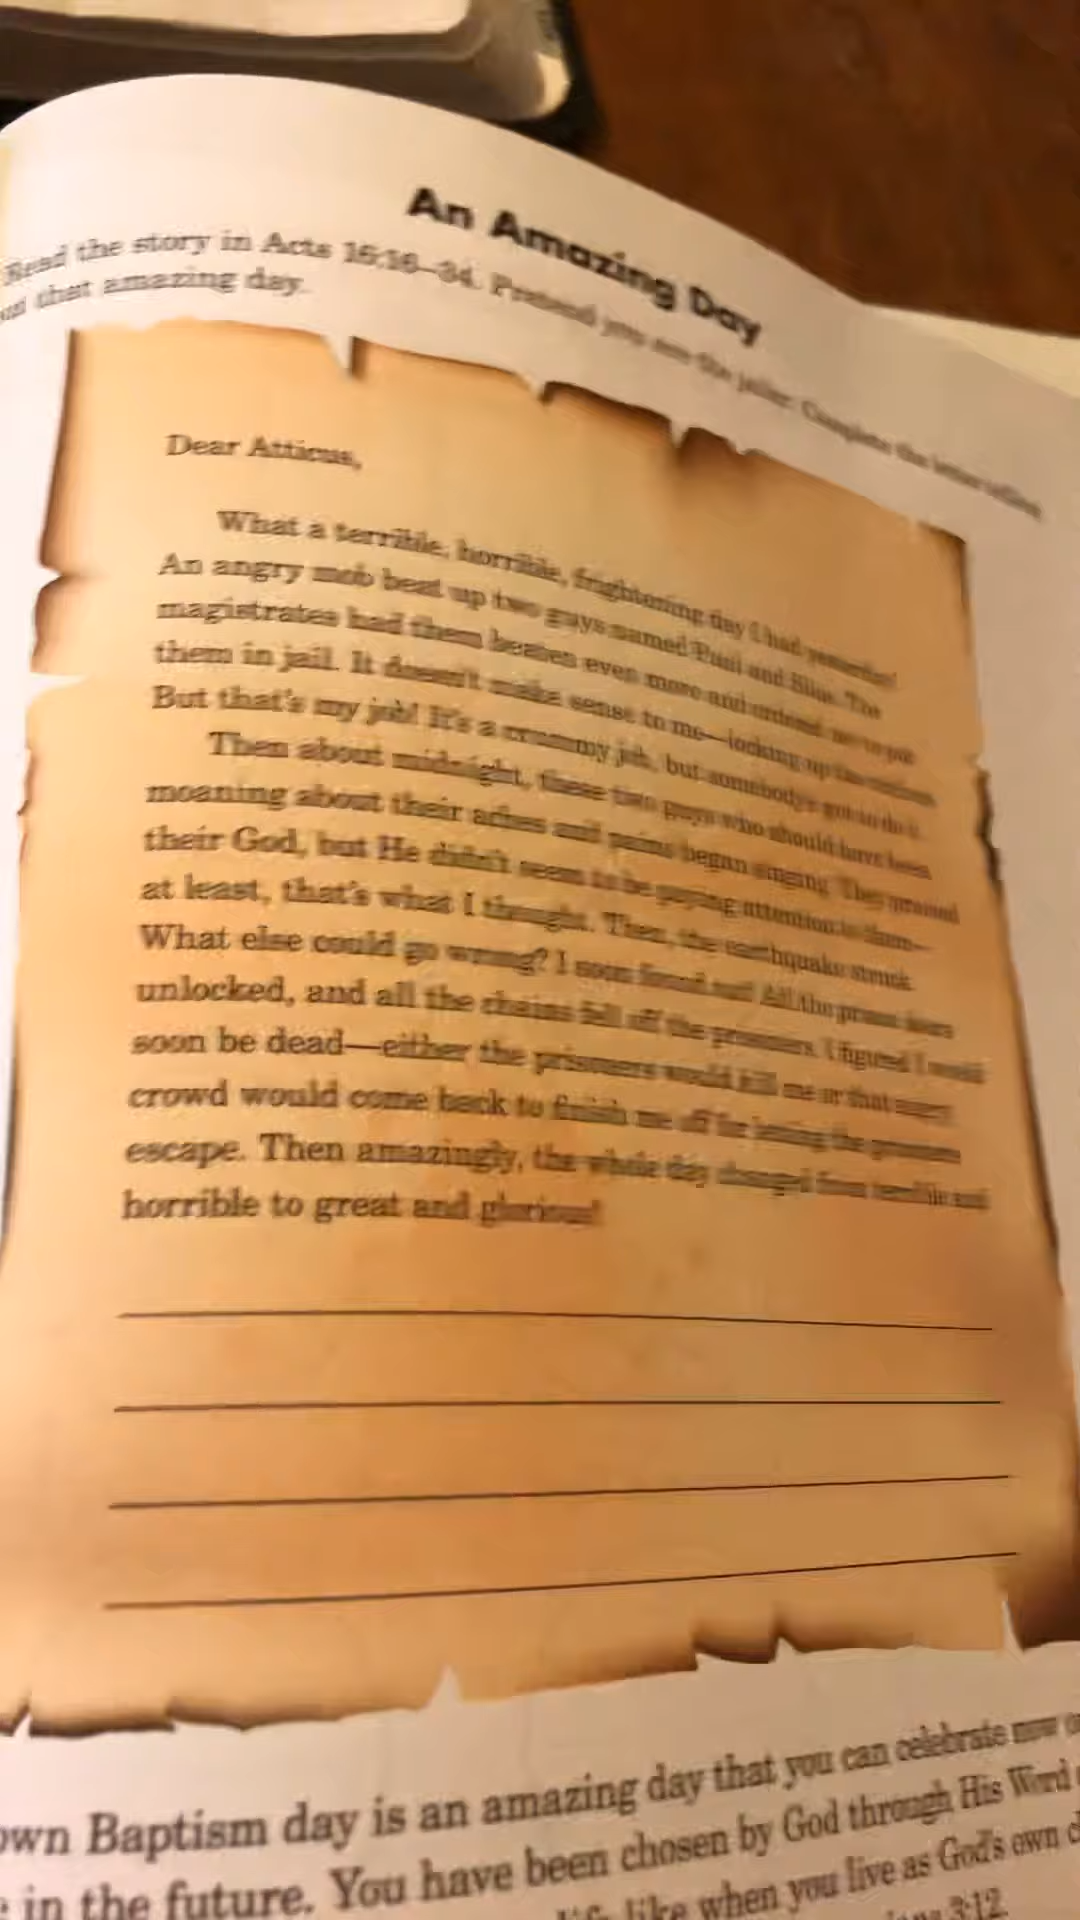 An Amazing Day
Read the story in Acts 16:16–34. Pretend you are the jailer. Complete the letter
that amazing day.
Dear Atticus,
What a terrible, horrible, frightening day I had yesterday!
An angry mob beat up two guys named Paul and Silas. The
magistrates had them beaten even more and ordered me to put
them in jail. It doesn't make sense to me—locking up the
But that's my job! It's a crummy job, but somebody's got to do it.
Then about midnight, these two guys who should have been
moaning about their aches and pains began singing. They praised
their God, but He didn't seem to be paying attention to them—
at least, that's what I thought. Then, the earthquake struck.
What else could go wrong? I soon found out! All the prison doors
unlocked, and all the chains fell off the prisoners. I figured I would
soon be dead—either the prisoners would kill me or that angry
crowd would come back to finish me off for letting the prisoners
escape. Then amazingly, the whole day changed from terrible and
horrible to great and glorious!
own Baptism day is an amazing day that you can celebrate now
in the future. You have been chosen by God through His Word
life like when you live as God's own
3:12.